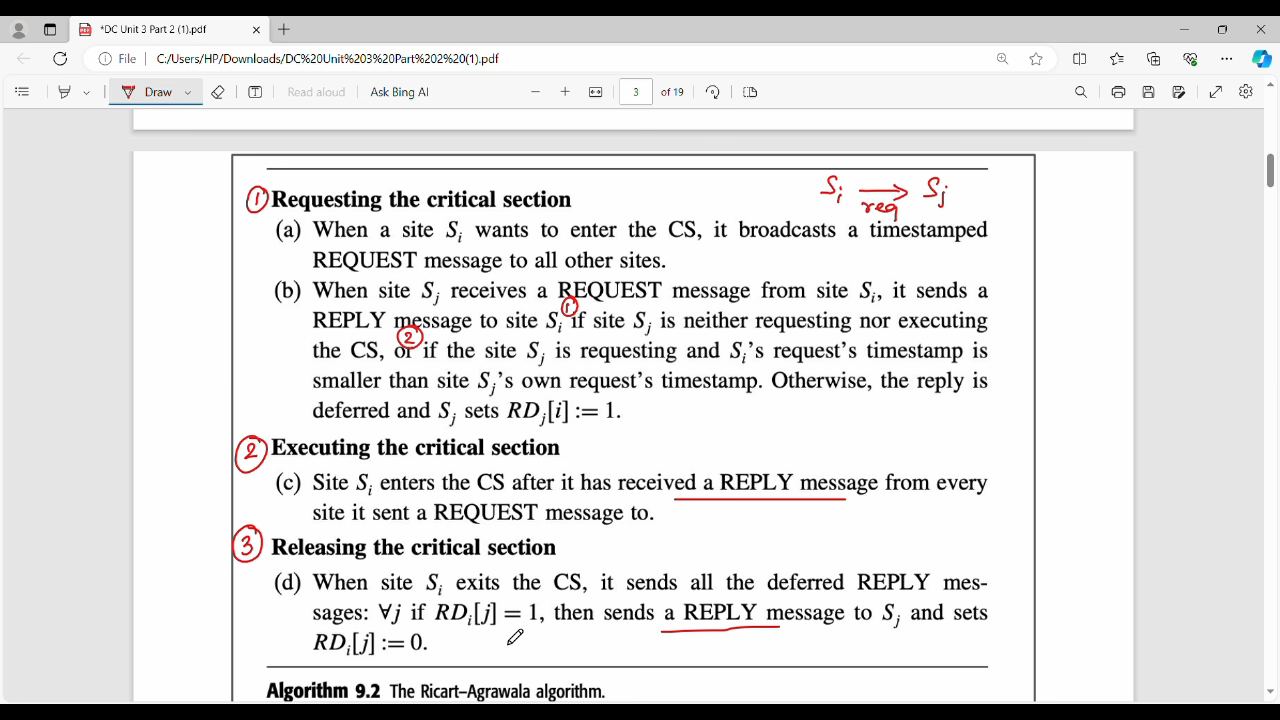 *DC Unit 3 Part 2 (1).pdf
File | C:/Users/HP/Downloads/DC%20Unit%203%20Part%202%20(1).pdf
Draw Read aloud Ask Bing AI 3 of 19
① Requesting the critical section Si → Sj
req
(a) When a site Si wants to enter the CS, it broadcasts a timestamped
REQUEST message to all other sites.
(b) When site Sj receives a REQUEST message from site Si, it sends a
REPLY message to site Si ① if site Sj is neither requesting nor executing
the CS, or ② if the site Sj is requesting and Si's request's timestamp is
smaller than site Sj's own request's timestamp. Otherwise, the reply is
deferred and Sj sets RDj[i] := 1.
② Executing the critical section
(c) Site Si enters the CS after it has received a REPLY message from every
site it sent a REQUEST message to.
③ Releasing the critical section
(d) When site Si exits the CS, it sends all the deferred REPLY mes-
sages: ∀j if RDi[j] = 1, then sends a REPLY message to Sj and sets
RDi[j] := 0.
Algorithm 9.2 The Ricart–Agrawala algorithm.